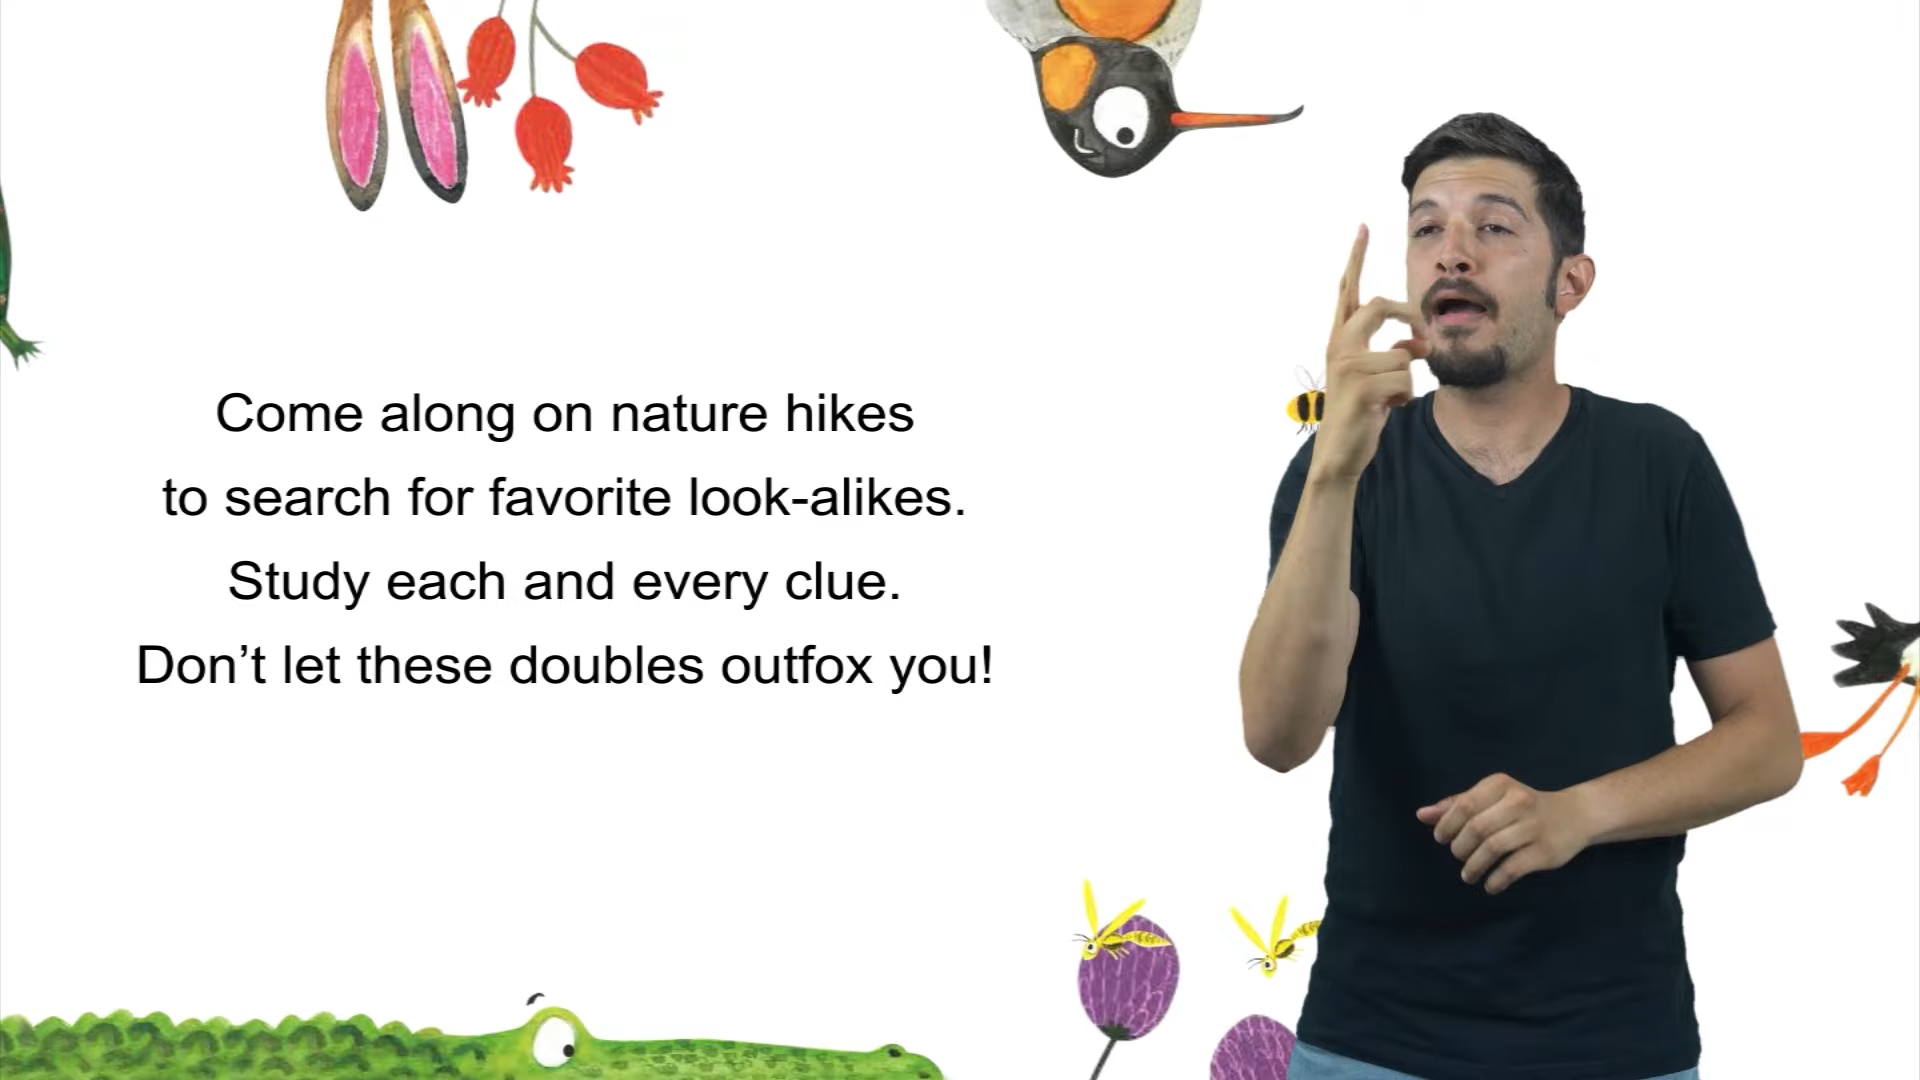 Come along on nature hikes
to search for favorite look-alikes.
Study each and every clue.
Don’t let these doubles outfox you!